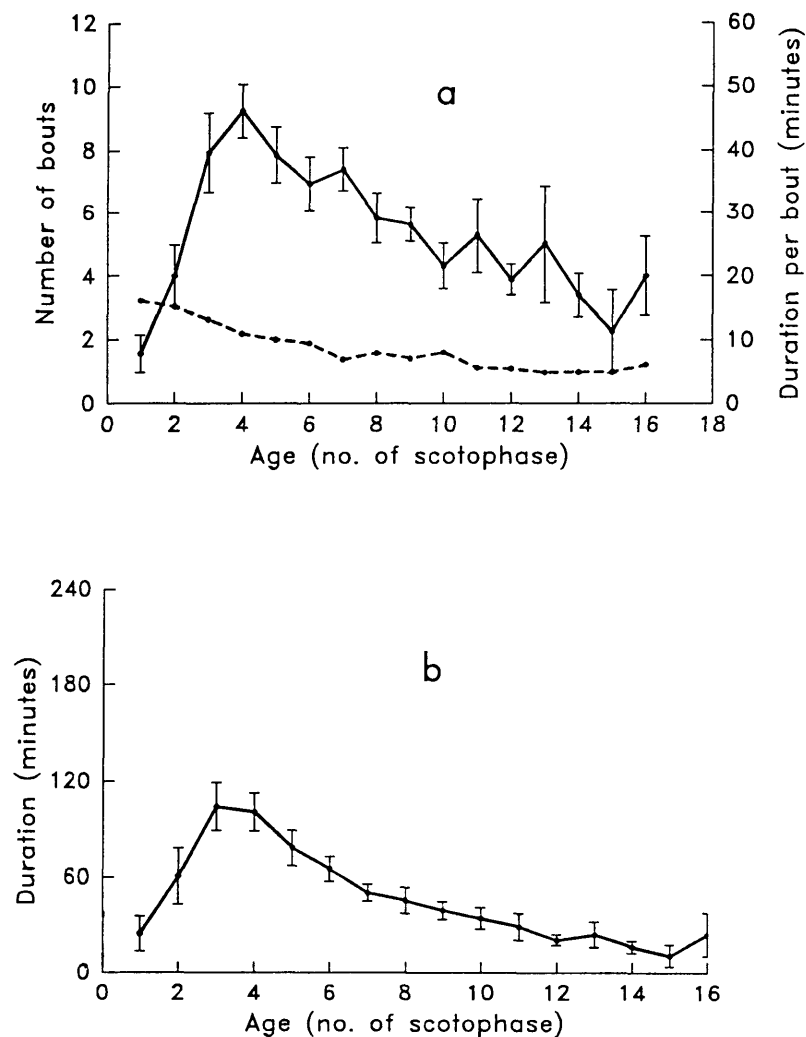 12
10
8
6
4
2
0
Number of bouts
a
60
50
40
30
20
10
0
Duration per bout (minutes)
0 2 4 6 8 10 12 14 16 18
Age (no. of scotophase)
240
180
120
60
0
Duration (minutes)
b
0 2 4 6 8 10 12 14 16
Age (no. of scotophase)